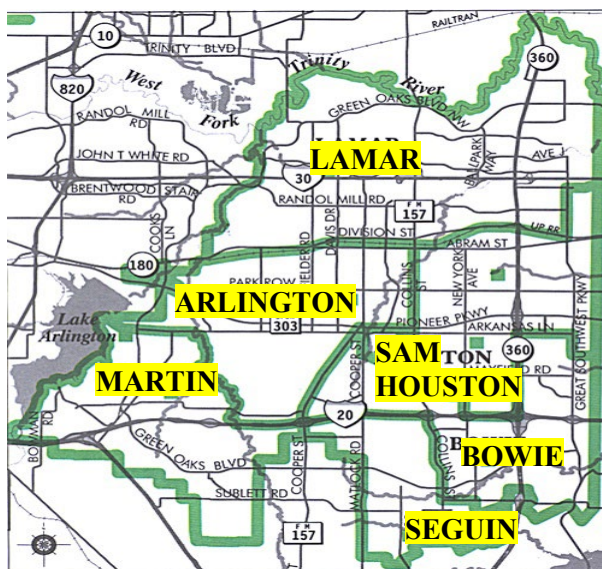 RAILTRAN
10
TRINITY BLVD
360
Trinity
West
River
820
GREEN OAKS BLVD NW
RANDOL MILL
RD
Fork
BALLPARK
WAY
LAMAR
JOHN T WHITE RD
AVE J
30
BRENTWOOD STAIR
RD
RANDOL MILL RD
COOKS
LN
DAVIS DR
FM
157
DIVISION ST
UP RR
ABRAM ST
180
PARK ROW
FIELDER RD
COLLINS
ST
NEW YORK
AVE
GREAT SOUTHWEST PKWY
ARLINGTON
Lake
Arlington
303
PIONEER PKWY
ARKANSAS LN
SAM
HOUSTON
360
MAYFIELD RD
COOPER ST
MARTIN
20
BOWMAN
RD
GREEN OAKS
BLVD
COOPER ST
MATLOCK RD
COLLINS ST
BOWIE
SUBLETT RD
FM
157
SEGUIN